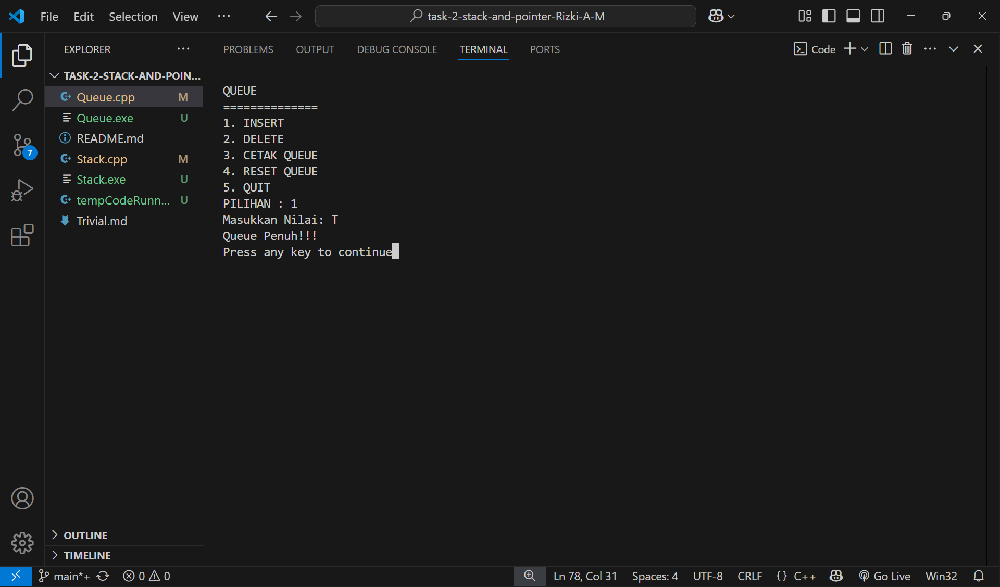 File Edit Selection View ··· task-2-stack-and-pointer-Rizki-A-M
EXPLORER ···
TASK-2-STACK-AND-POIN...
Queue.cpp M
Queue.exe U
README.md
Stack.cpp M
Stack.exe U
tempCodeRunn... U
Trivial.md
7
OUTLINE
TIMELINE
PROBLEMS OUTPUT DEBUG CONSOLE TERMINAL PORTS Code ···
QUEUE
==============
1. INSERT
2. DELETE
3. CETAK QUEUE
4. RESET QUEUE
5. QUIT
PILIHAN : 1
Masukkan Nilai: T
Queue Penuh!!!
Press any key to continue
main*+ 0 0 Ln 78, Col 31 Spaces: 4 UTF-8 CRLF {} C++ Go Live Win32